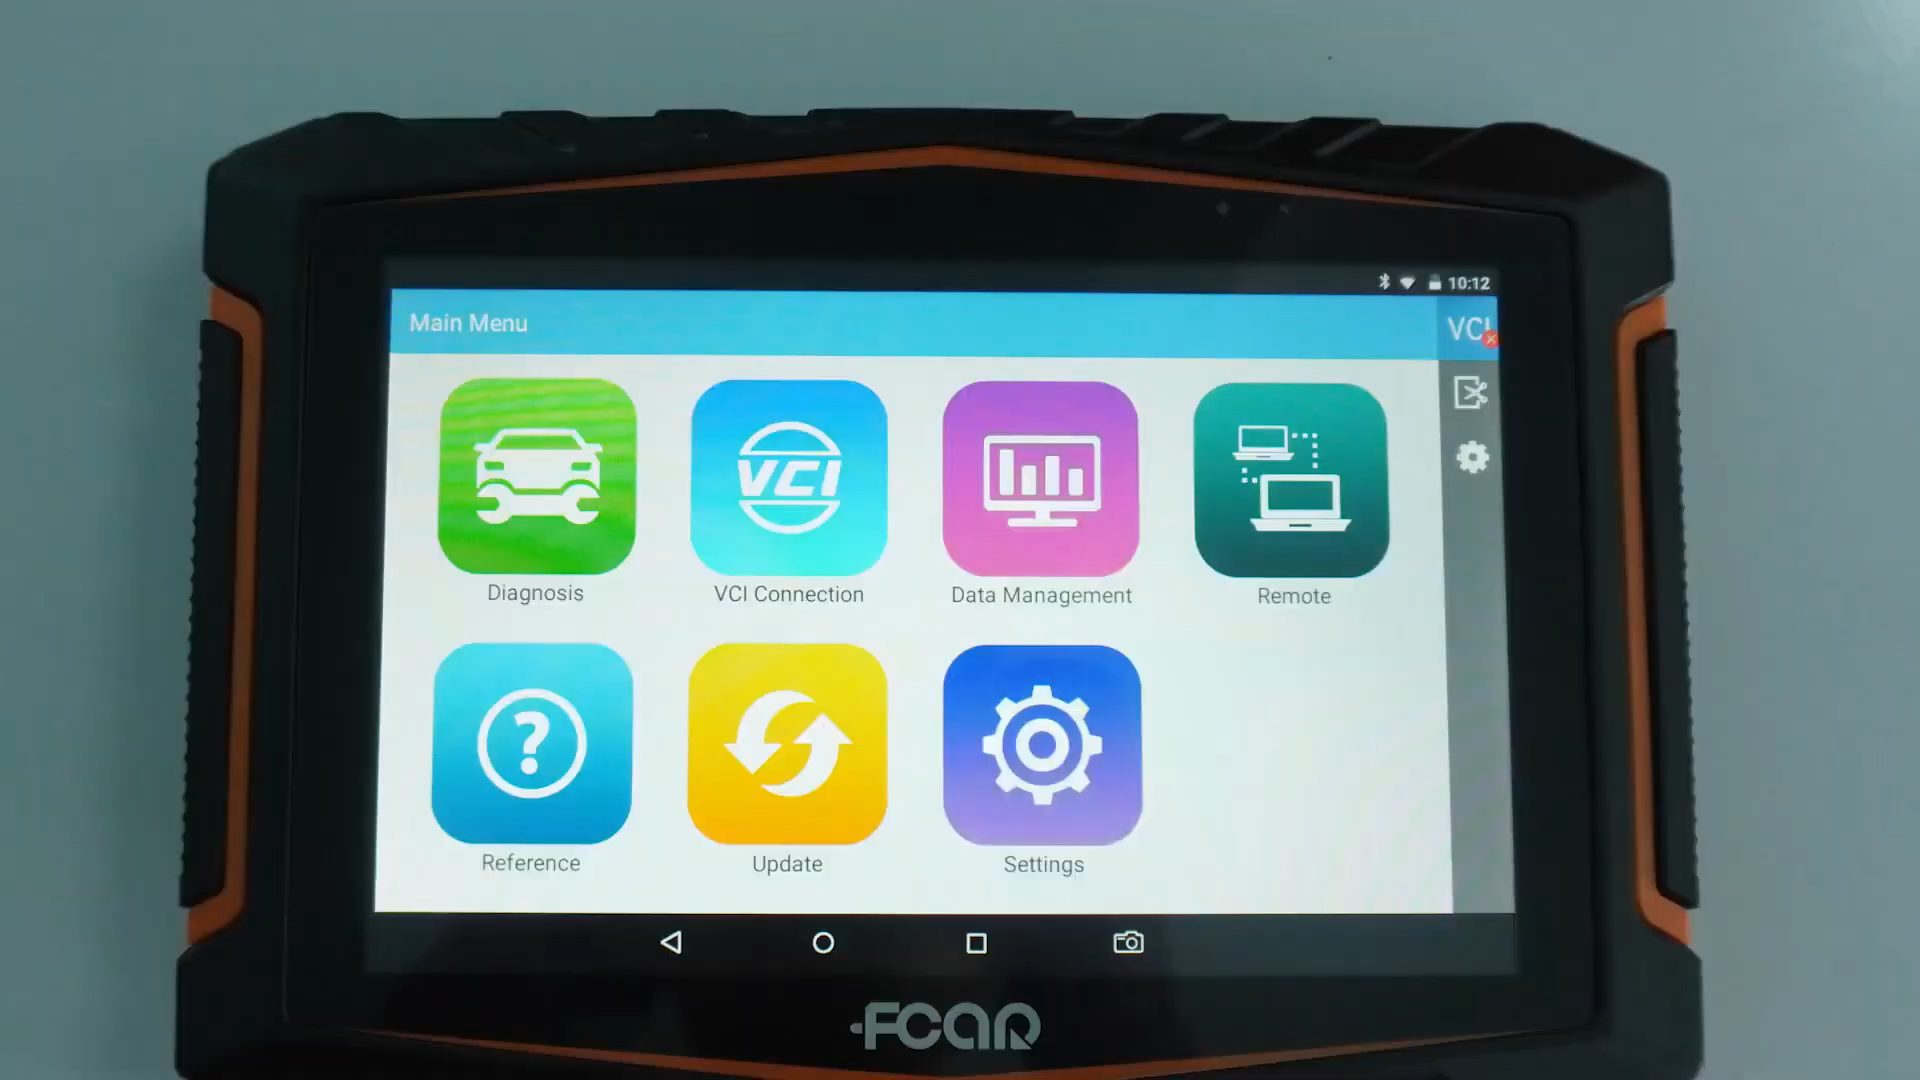 10:12
Main Menu
VCI
VCI
Diagnosis
VCI Connection
Data Management
Remote
?
Reference
Update
Settings
FCAR